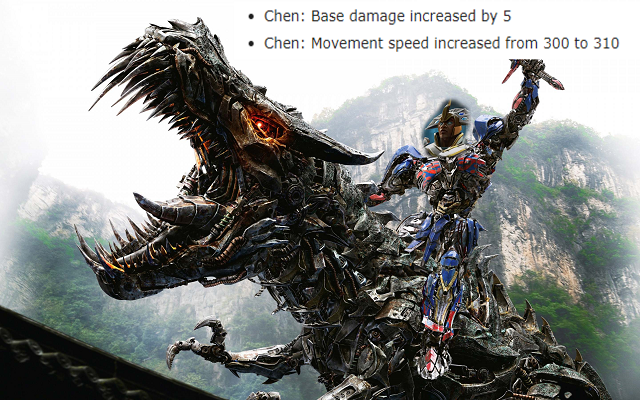 • Chen: Base damage increased by 5
• Chen: Movement speed increased from 300 to 310